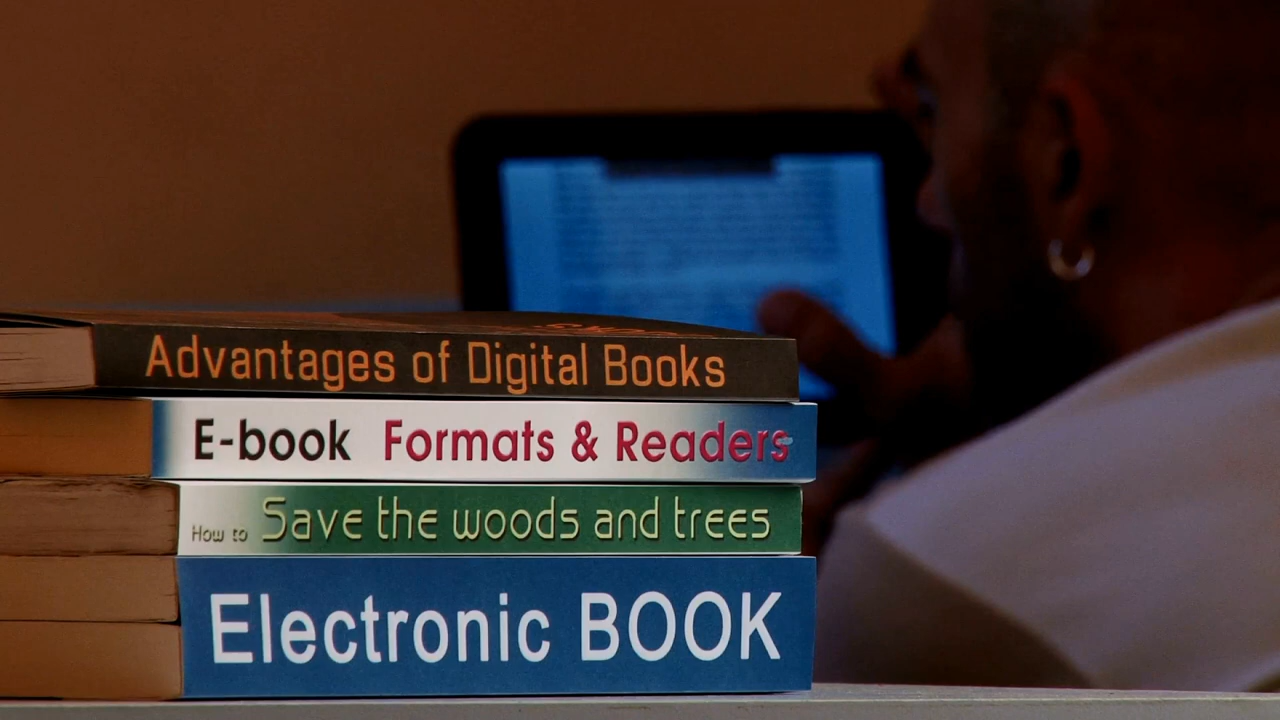 Advantages of Digital Books
E-book Formats & Readers
How to Save the woods and trees
Electronic BOOK